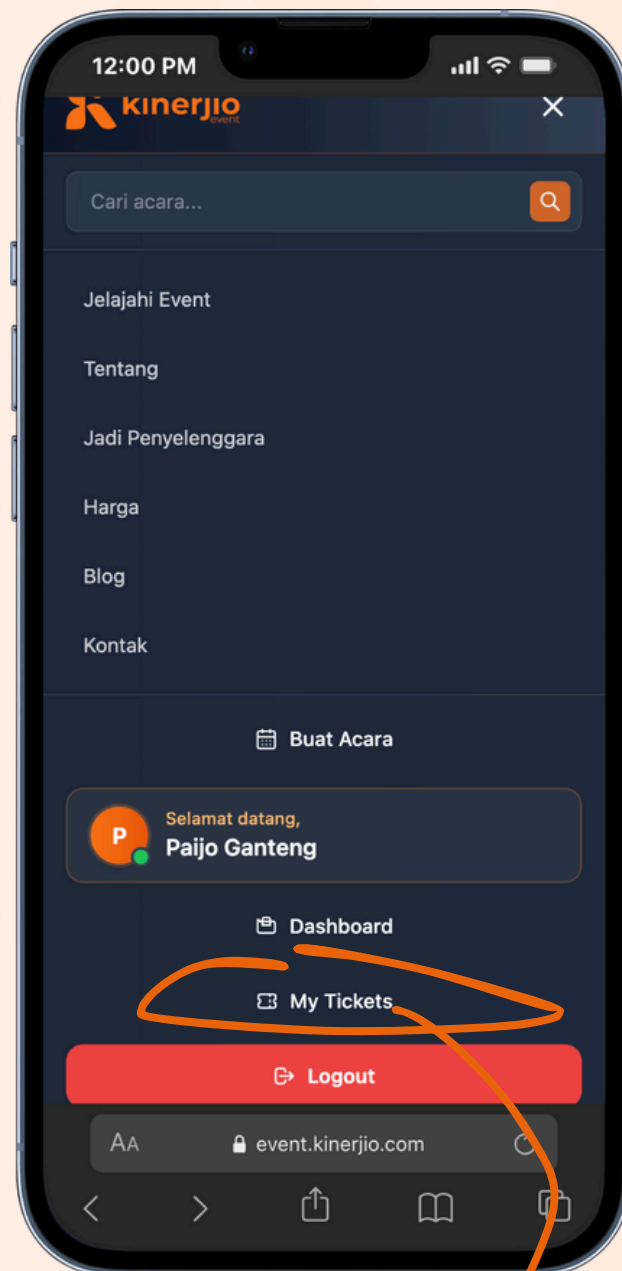 12:00 PM
kinerjio
event
Cari acara...
Jelajahi Event
Tentang
Jadi Penyelenggara
Harga
Blog
Kontak
Buat Acara
P
Selamat datang,
Paijo Ganteng
Dashboard
My Tickets
Logout
AA
event.kinerjio.com